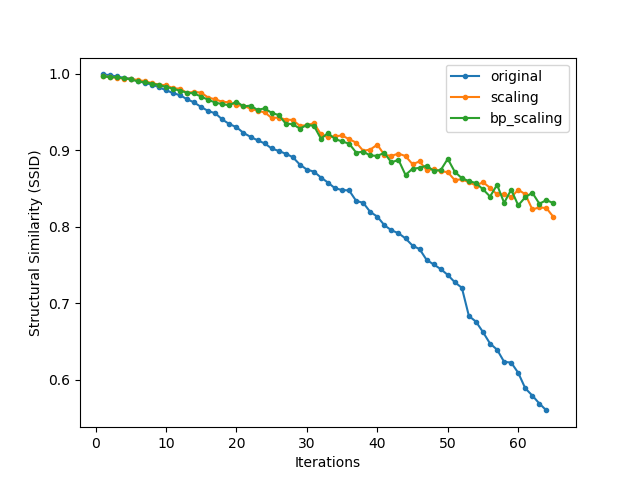 original
scaling
bp_scaling
Structural Similarity (SSID)
1.0
0.9
0.8
0.7
0.6
0 10 20 30 40 50 60
Iterations